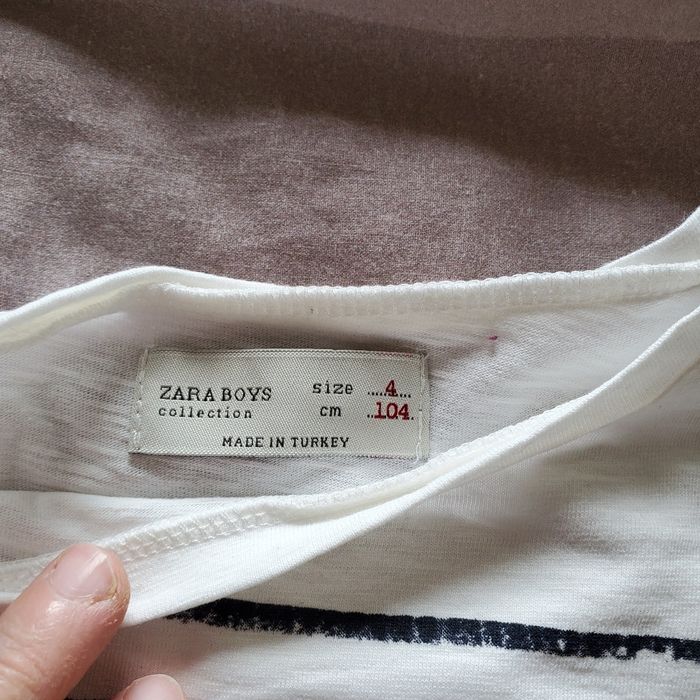 ZARA BOYS size ....4....
collection cm ..104..
MADE IN TURKEY